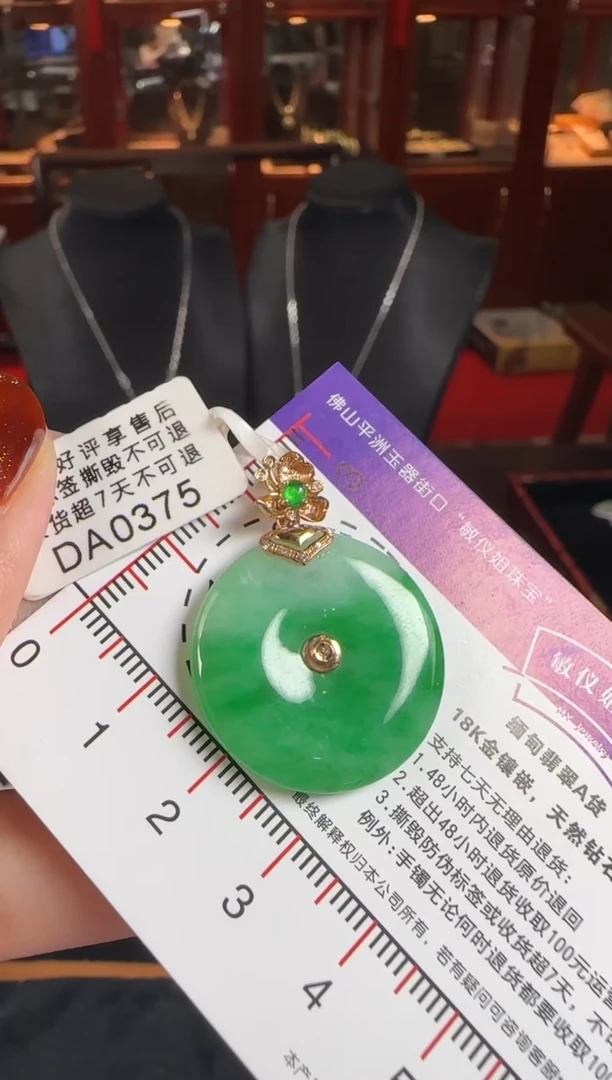 好评享售后
签撕毁不可退
货超7天不可退
DA0375
佛山平洲玉器街口“敏仪姐珠宝”
敏仪
缅甸翡翠A货
18K金镶嵌，天然钻石
支持七天无理由退货：
1. 48小时内退货原价退回
2. 超出48小时退货收取100元运
3. 撕毁防伪标签或收货超7天，不
例外：手镯无论何时退货都要收取10
最终解释权归本公司所有，若有疑问可咨询客服
本产
0
1
2
3
4
5